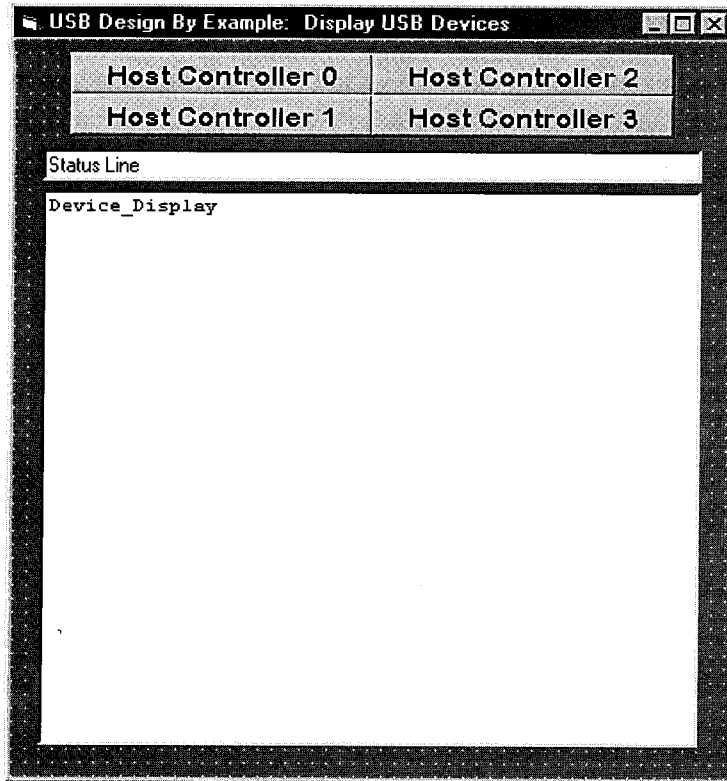 USB Design By Example: Display USB Devices
Host Controller 0
Host Controller 2
Host Controller 1
Host Controller 3
Status Line
Device_Display